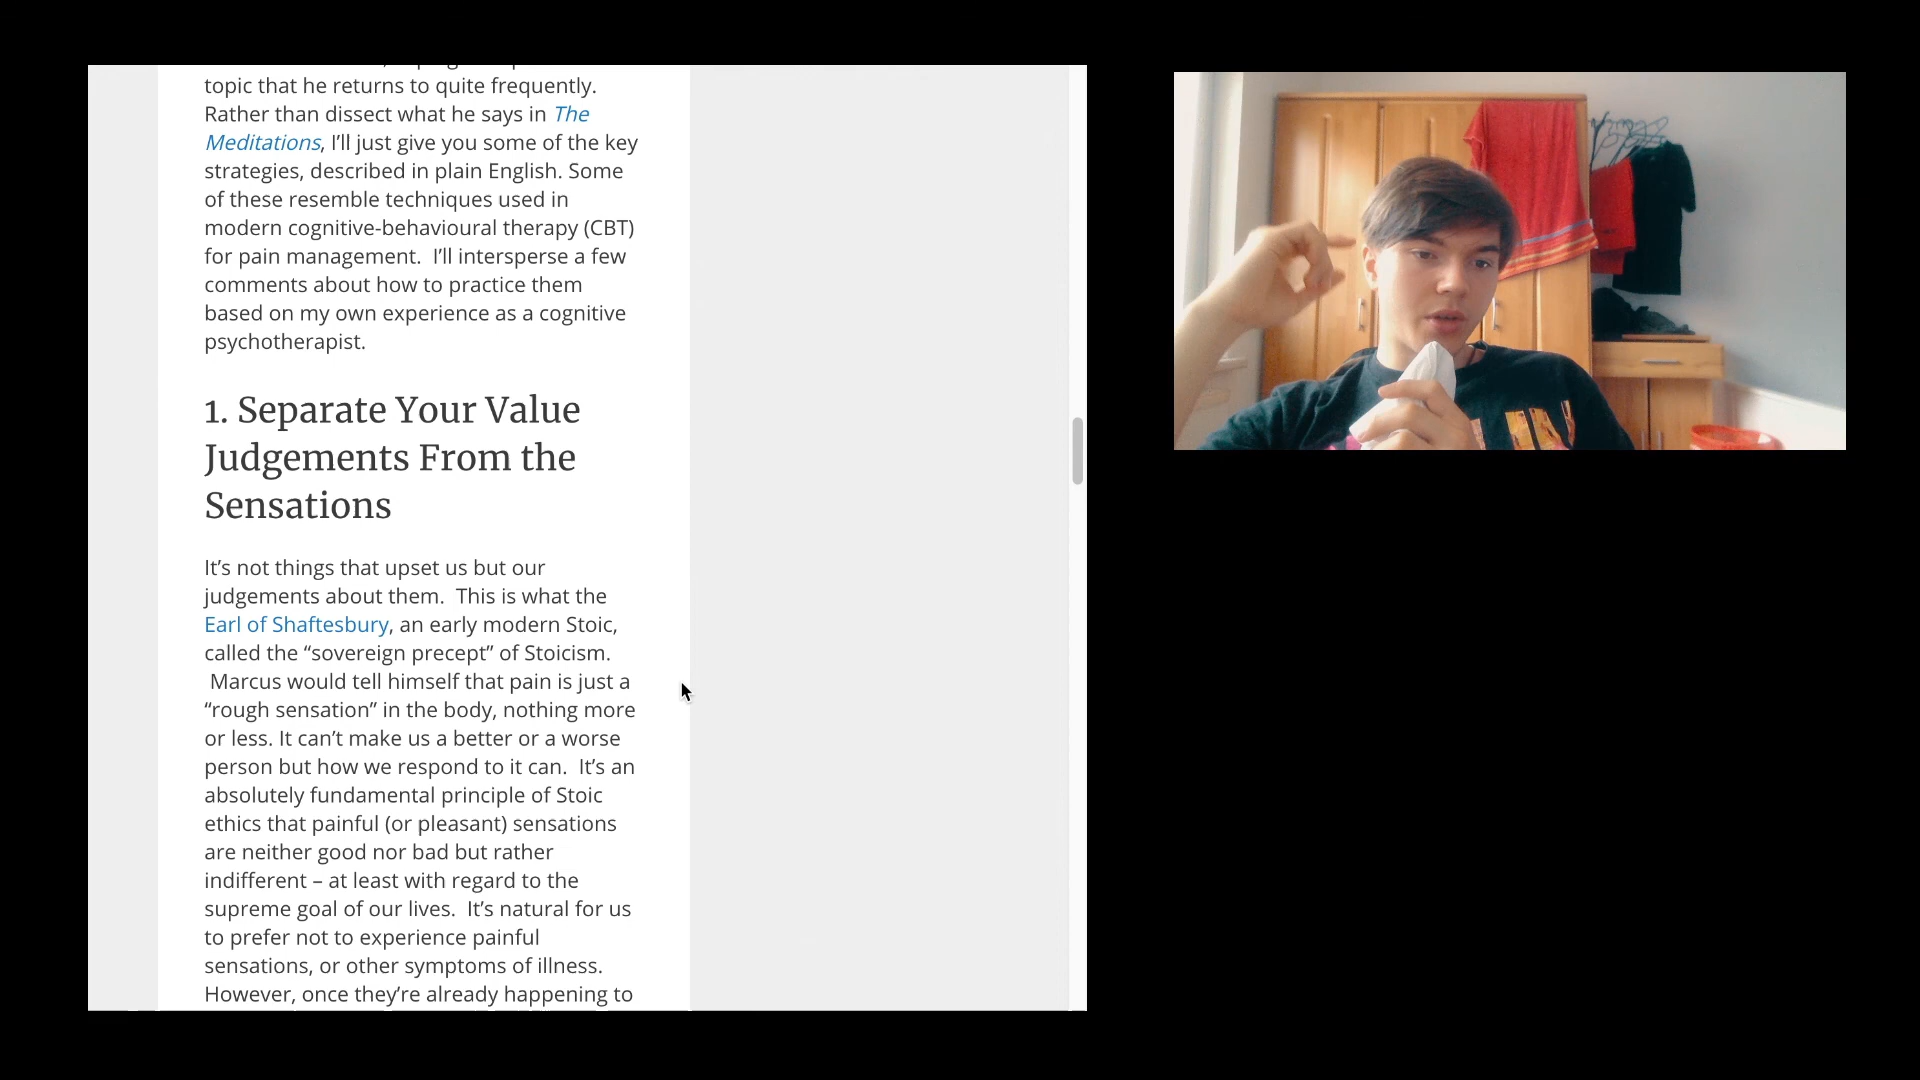 topic that he returns to quite frequently.
Rather than dissect what he says in The
Meditations, I’ll just give you some of the key
strategies, described in plain English. Some
of these resemble techniques used in
modern cognitive-behavioural therapy (CBT)
for pain management.  I’ll intersperse a few
comments about how to practice them
based on my own experience as a cognitive
psychotherapist.
1. Separate Your Value
Judgements From the
Sensations
It’s not things that upset us but our
judgements about them.  This is what the
Earl of Shaftesbury, an early modern Stoic,
called the “sovereign precept” of Stoicism.
Marcus would tell himself that pain is just a
“rough sensation” in the body, nothing more
or less. It can’t make us a better or a worse
person but how we respond to it can.  It’s an
absolutely fundamental principle of Stoic
ethics that painful (or pleasant) sensations
are neither good nor bad but rather
indifferent – at least with regard to the
supreme goal of our lives.  It’s natural for us
to prefer not to experience painful
sensations, or other symptoms of illness.
However, once they’re already happening to